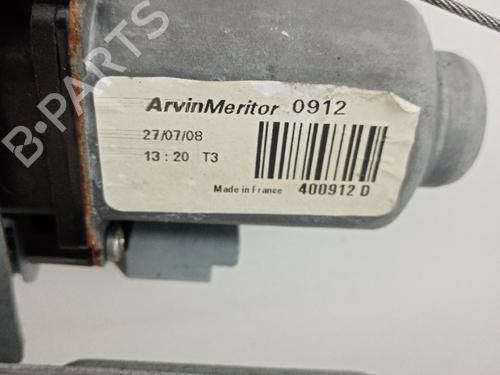 B-PARTS
ArvinMeritor 0912
27/07/08
13:20 T3
Made in France 400912 D